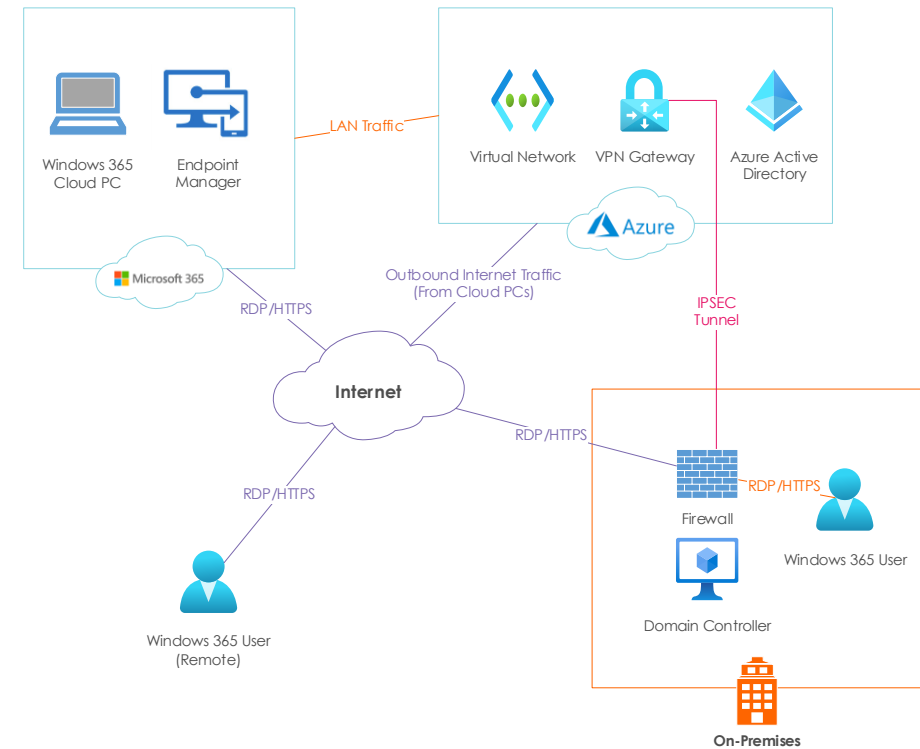 Windows 365
Cloud PC
Endpoint
Manager
LAN Traffic
Virtual Network
VPN Gateway
Azure Active
Directory
Microsoft 365
Azure
RDP/HTTPS
Outbound Internet Traffic
(From Cloud PCs)
IPSEC
Tunnel
Internet
RDP/HTTPS
RDP/HTTPS
RDP/HTTPS
Firewall
Windows 365 User
Domain Controller
Windows 365 User
(Remote)
On-Premises